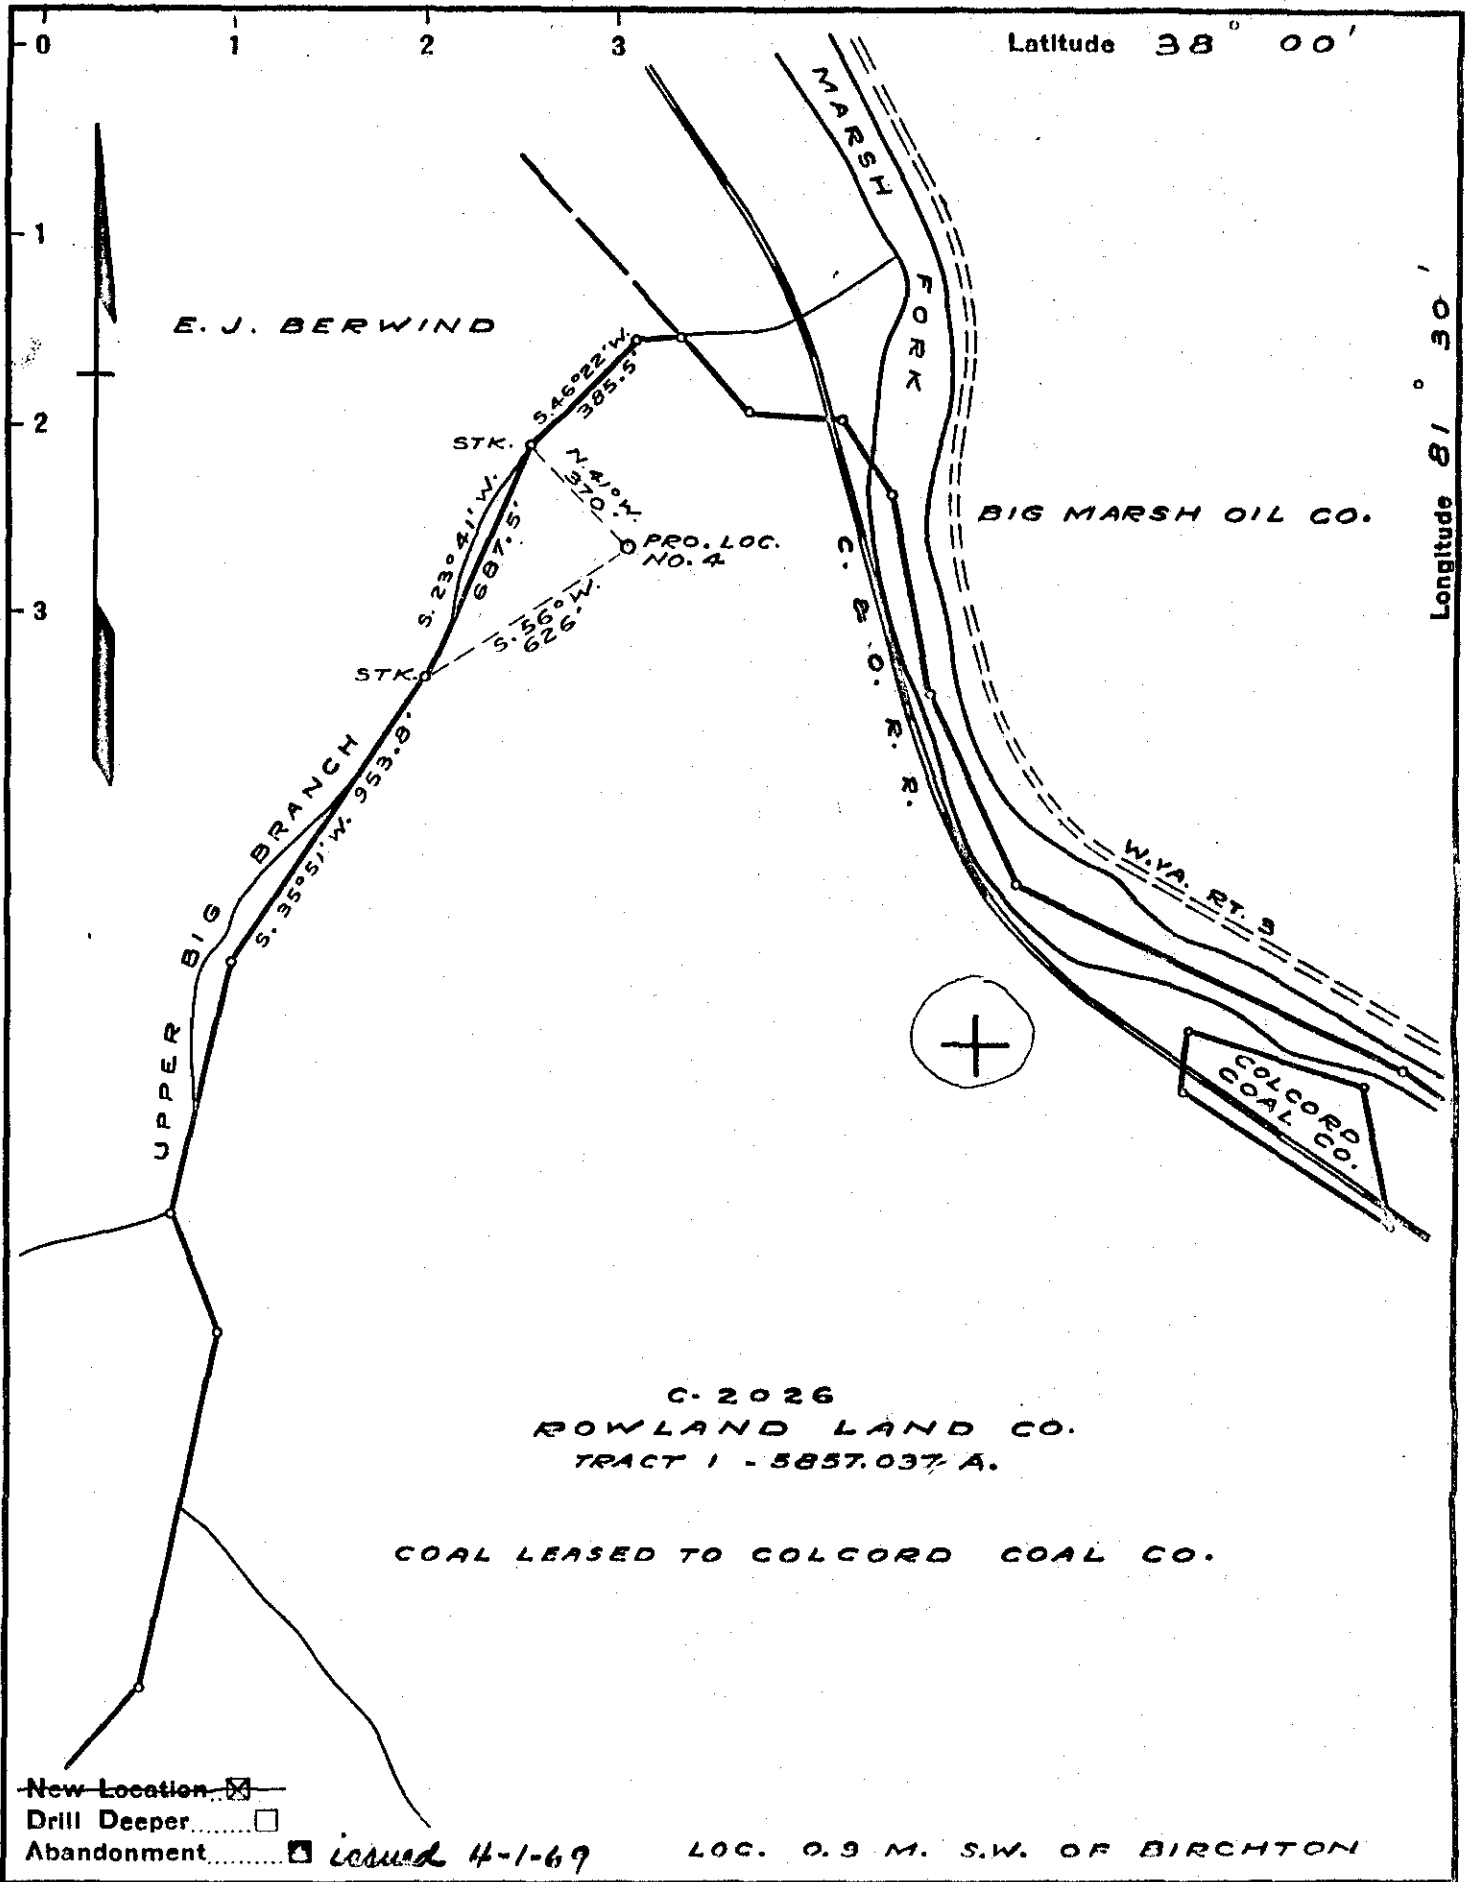 0 1 2 3 Latitude 38° 00'
1
2
3
Longitude 81° 30'
MARSH FORK
E. J. BERWIND
S. 46°22' W.
385.5'
STK.
N. 41° W.
370'
BIG MARSH OIL CO.
PRO. LOC.
NO. 4
S. 23° 41' W.
687.5'
C. & O. R. R.
S. 56° W.
626'
STK.
UPPER BIG BRANCH
S. 35°51' W. 953.8'
W. VA. RT. 3
COLCORD
COAL CO.
C-2026
ROWLAND LAND CO.
TRACT 1 - 5857.037 A.
COAL LEASED TO COLCORD COAL CO.
New Location
Drill Deeper
Abandonment issued 4-1-69
LOC. 0.9 M. S.W. OF BIRCHTON